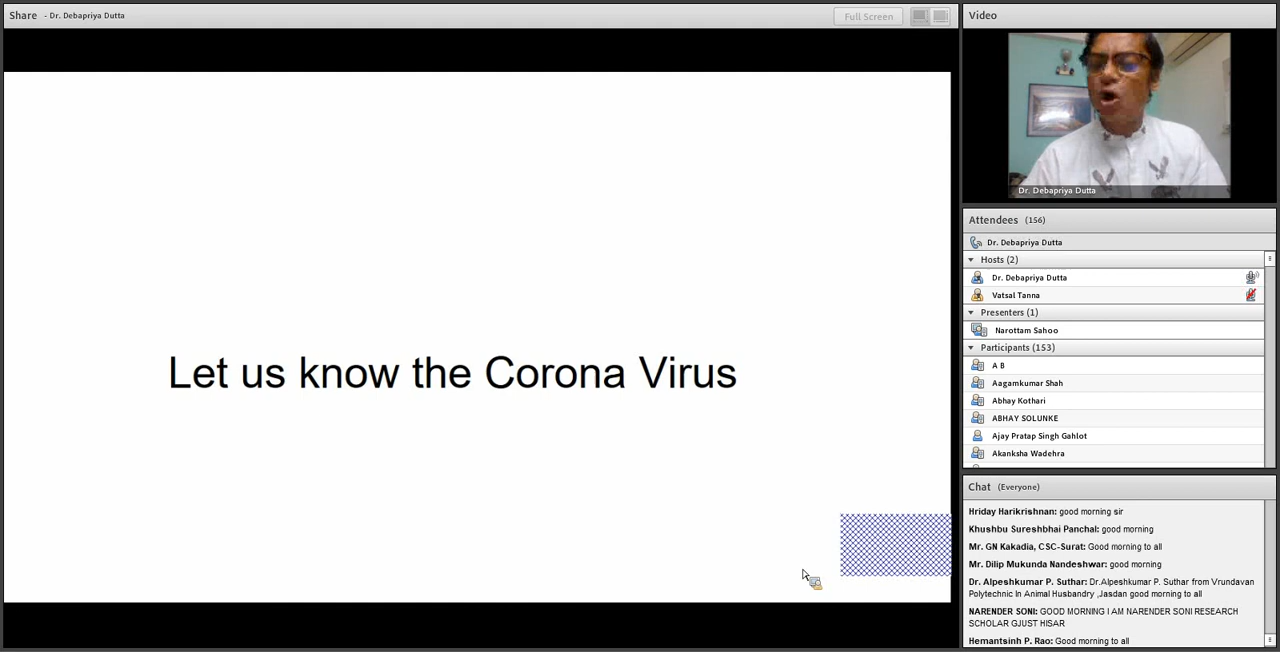 Share - Dr. Debapriya Dutta
Full Screen
Let us know the Corona Virus
Video
Dr. Debapriya Dutta
Attendees (156)
Dr. Debapriya Dutta
Hosts (2)
Dr. Debapriya Dutta
Vatsal Tanna
Presenters (1)
Narottam Sahoo
Participants (153)
A B
Aagamkumar Shah
Abhay Kothari
ABHAY SOLUNKE
Ajay Pratap Singh Gahlot
Akanksha Wadehra
Chat (Everyone)
Hriday Harikrishnan: good morning sir
Khushbu Sureshbhai Panchal: good morning
Mr. GN Kakadia, CSC-Surat: Good morning to all
Mr. Dilip Mukunda Nandeshwar: good morning
Dr. Alpeshkumar P. Suthar: Dr.Alpeshkumar P. Suthar from Vrundavan
Polytechnic In Animal Husbandry ,Jasdan good morning to all
NARENDER SONI: GOOD MORNING I AM NARENDER SONI RESEARCH
SCHOLAR GJUST HISAR
Hemantsinh P. Rao: Good morning to all